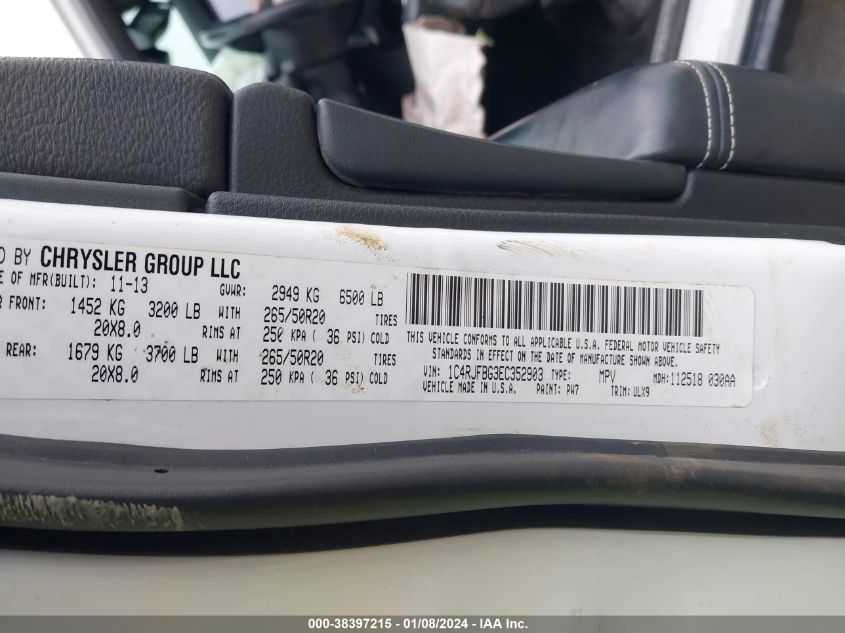 D BY CHRYSLER GROUP LLC
E OF MFR(BUILT): 11-13 GVWR: 2949 KG 6500 LB
R FRONT: 1452 KG 3200 LB WITH 265/50R20 TIRES
20X8.0 RIMS AT 250 KPA ( 36 PSI) COLD
REAR: 1679 KG 3700 LB WITH 265/50R20 TIRES
20X8.0 RIMS AT 250 KPA ( 36 PSI) COLD
THIS VEHICLE CONFORMS TO ALL APPLICABLE U.S.A. FEDERAL MOTOR VEHICLE SAFETY
STANDARDS IN EFFECT ON THE DATE OF MANUFACTURE SHOWN ABOVE.
VIN: 1C4RJFBG3EC352903 TYPE: MPV MDH: 112518 030AA
VEHICLE MADE IN U.S.A. PAINT: PW7 TRIM: ULX9
000-38397215 - 01/08/2024 - IAA Inc.